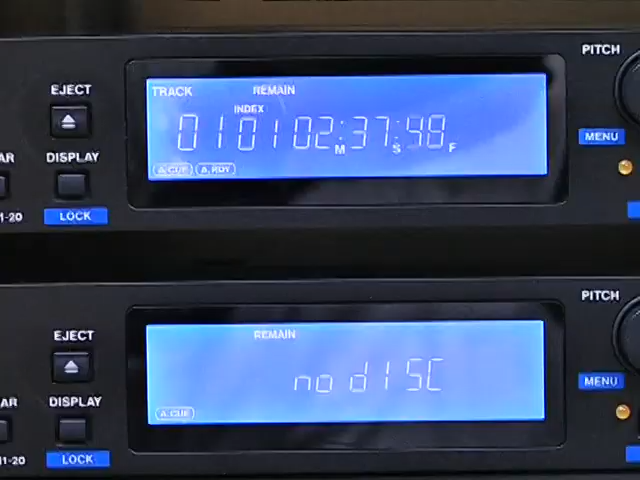 PITCH
EJECT
TRACK REMAIN
INDEX
01 01 02:37:48
M S F
MENU
AR DISPLAY
A.CUE A.RDY
1-20 LOCK
PITCH
EJECT
REMAIN
no dISC
MENU
AR DISPLAY
A.CUE
1-20 LOCK